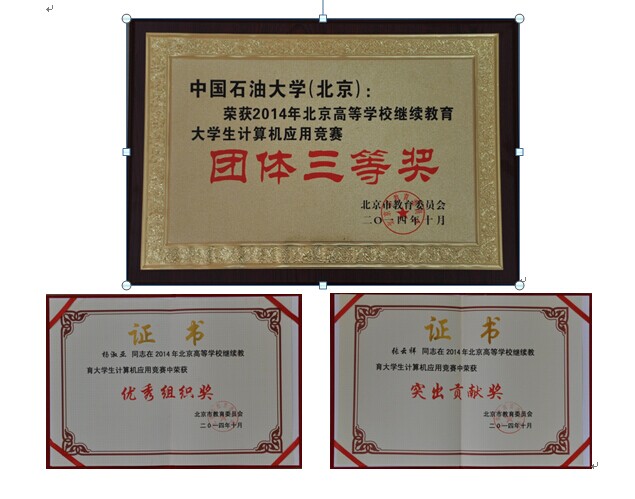 中国石油大学(北京)：
荣获2014年北京高等学校继续教育
大学生计算机应用竞赛
团体三等奖
北京市教育委员会
二〇一四年十月
证书
杨淑亚 同志在2014年北京高等学校继续教
育大学生计算机应用竞赛中荣获
优秀组织奖
北京市教育委员会
二〇一四年十月
证书
张云祥 同志在2014年北京高等学校继续教
育大学生计算机应用竞赛中荣获
突出贡献奖
北京市教育委员会
二〇一四年十月